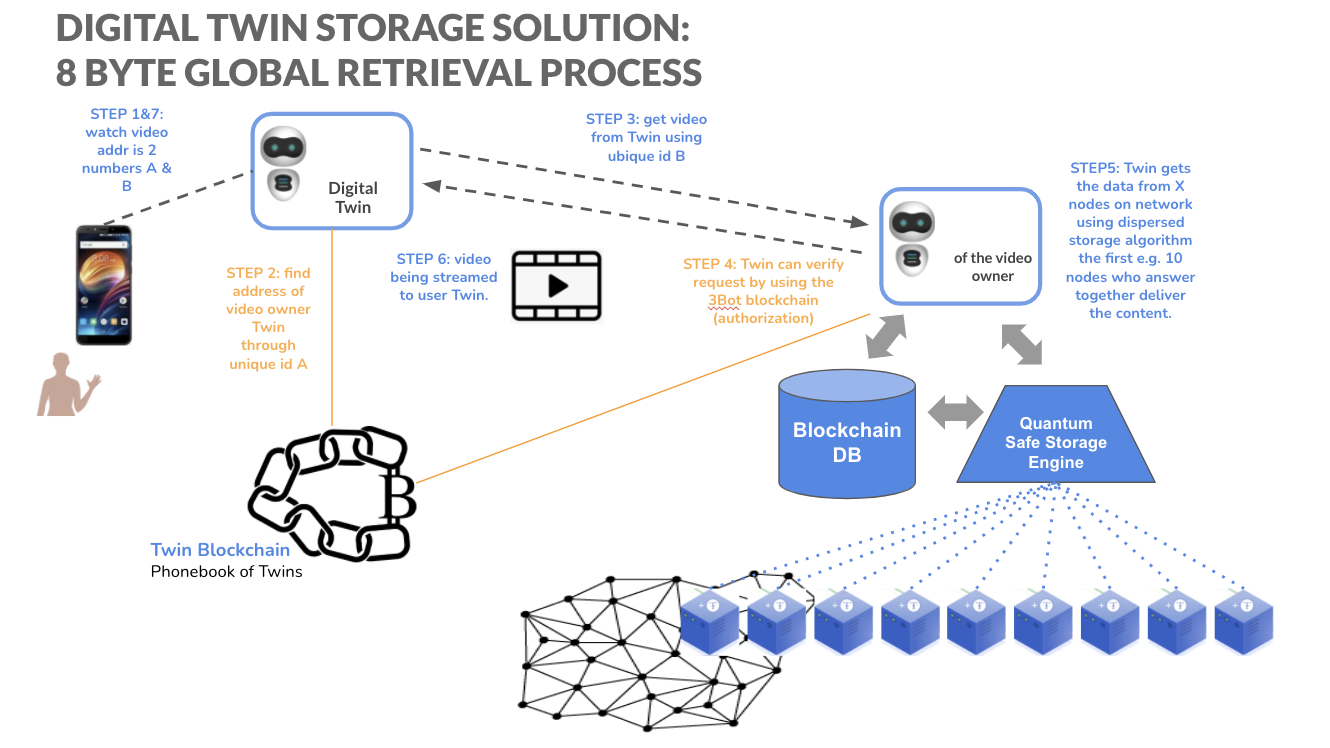 DIGITAL TWIN STORAGE SOLUTION:
8 BYTE GLOBAL RETRIEVAL PROCESS
STEP 1&7:
watch video
addr is 2
numbers A &
B
Digital
Twin
STEP 3: get video
from Twin using
ubique id B
STEP5: Twin gets
the data from X
nodes on network
using dispersed
storage algorithm
the first e.g. 10
nodes who answer
together deliver
the content.
of the video
owner
STEP 2: find
address of
video owner
Twin
through
unique id A
STEP 6: video
being streamed
to user Twin.
STEP 4: Twin can verify
request by using the
3Bot blockchain
(authorization)
Blockchain
DB
Quantum
Safe Storage
Engine
B
Twin Blockchain
Phonebook of Twins